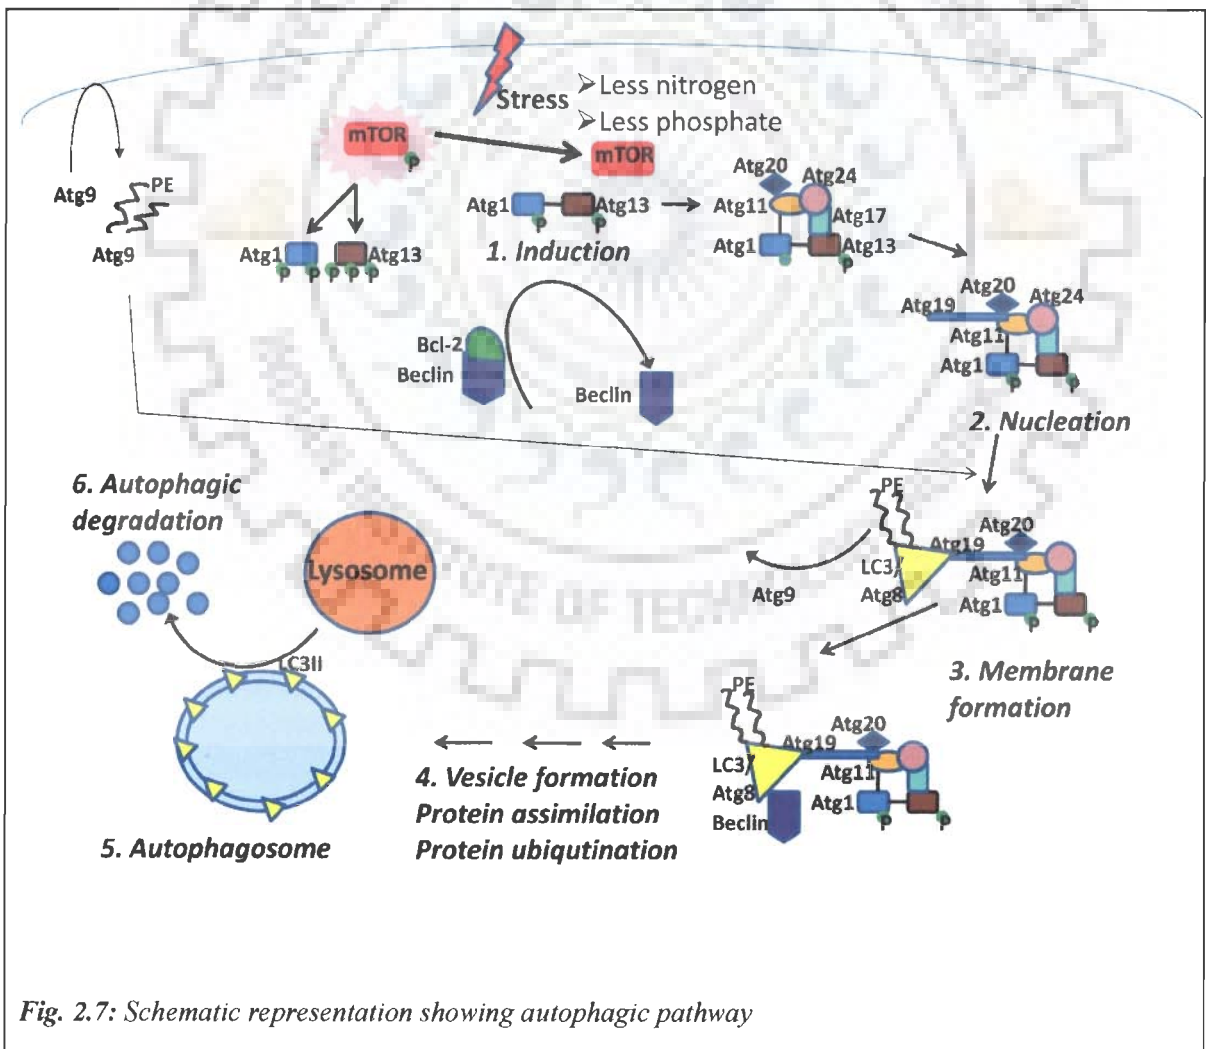 Stress
➢Less nitrogen
➢Less phosphate
mTOR
P
mTOR
Atg9
PE
Atg9
Atg1
Atg13
P P P P P
Atg1
Atg13
P
P
1. Induction
Atg20
Atg24
Atg11
Atg17
Atg1
Atg13
P
Atg20
Atg19
Atg24
Atg11
Atg1
P
P
2. Nucleation
Bcl-2
Beclin
Beclin
PE
Atg20
Atg19
LC3/
Atg8
Atg11
Atg1
P
P
Atg9
3. Membrane
formation
PE
Atg20
Atg19
LC3/
Atg8
Atg11
Beclin
Atg1
P
P
4. Vesicle formation
Protein assimilation
Protein ubiqutination
6. Autophagic
degradation
Lysosome
LC3II
5. Autophagosome
TE OF TECH
Fig. 2.7: Schematic representation showing autophagic pathway